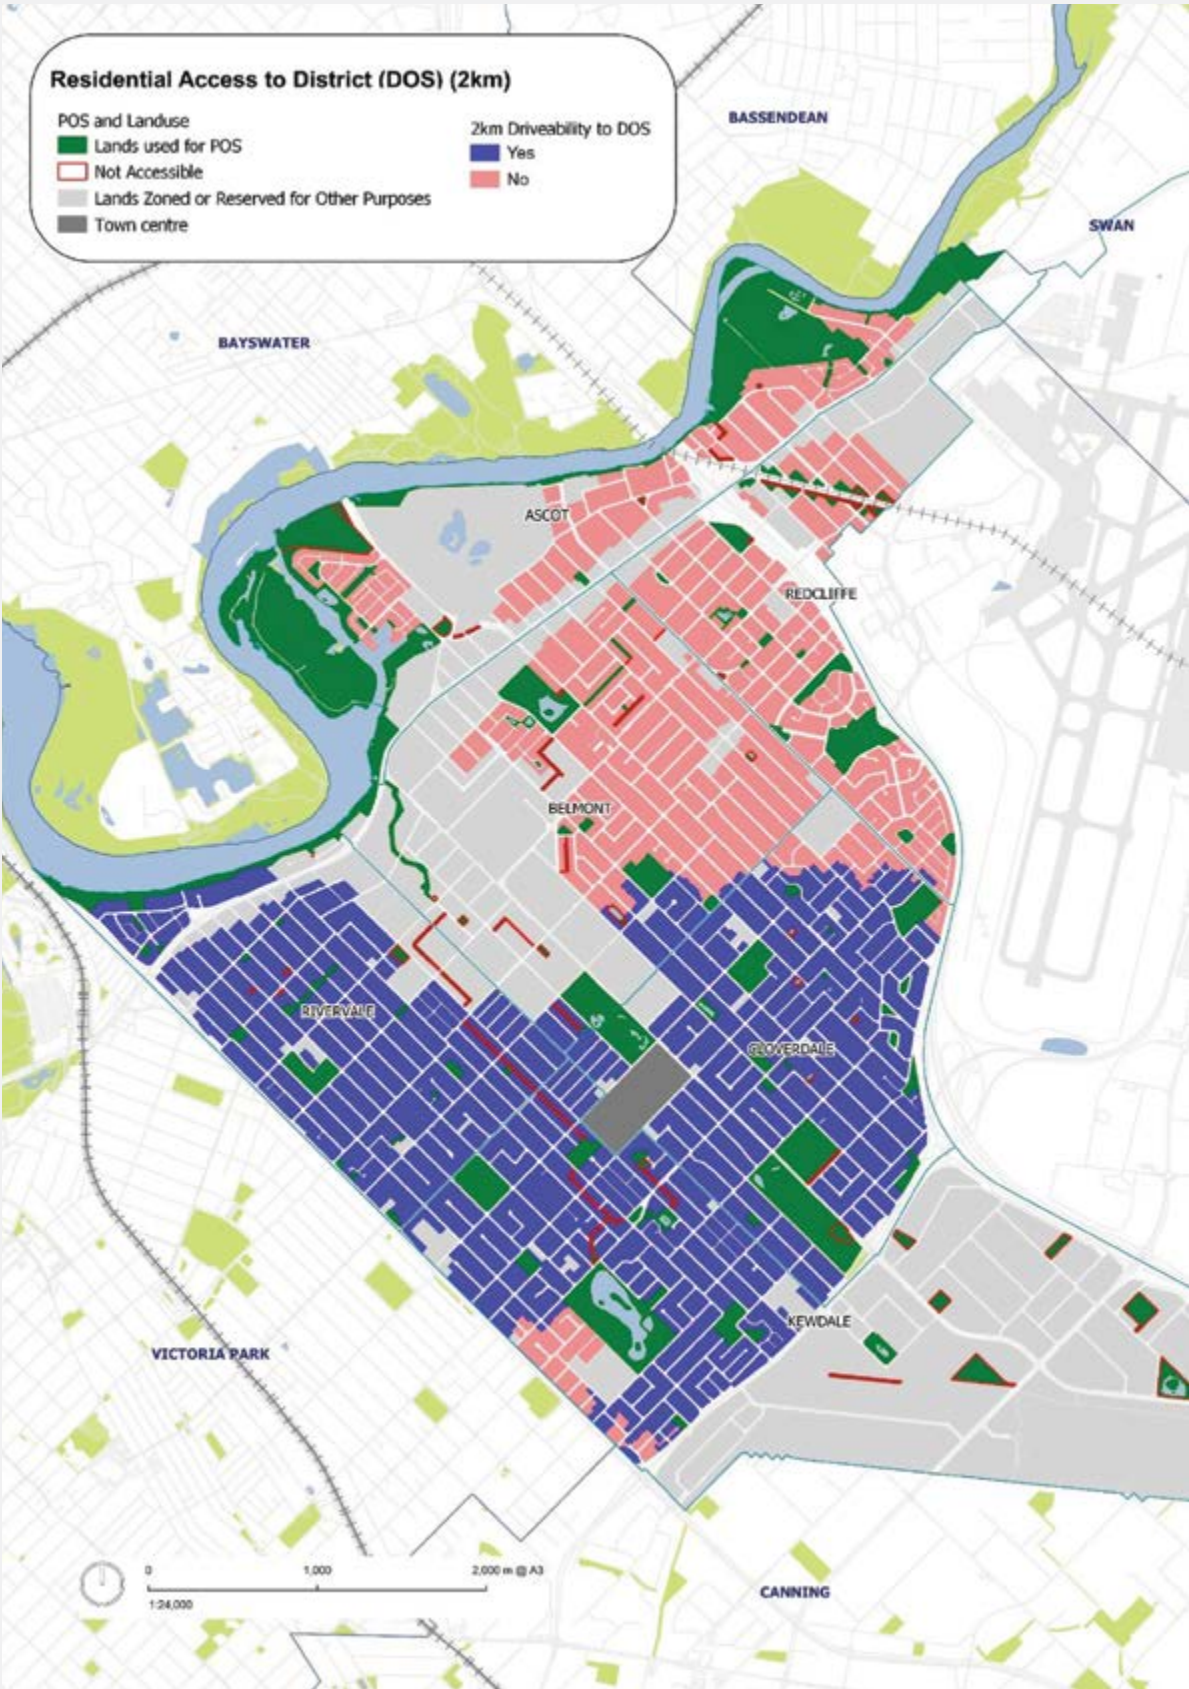 Residential Access to District (DOS) (2km)
POS and Landuse
Lands used for POS
Not Accessible
Lands Zoned or Reserved for Other Purposes
Town centre
2km Driveability to DOS
Yes
No
BASSENDEAN
SWAN
BAYSWATER
ASCOT
REDCLIFFE
BELMONT
RIVERVALE
CLOVERDALE
KEWDALE
VICTORIA PARK
CANNING
0 1,000 2,000 m @ A3
1:24,000